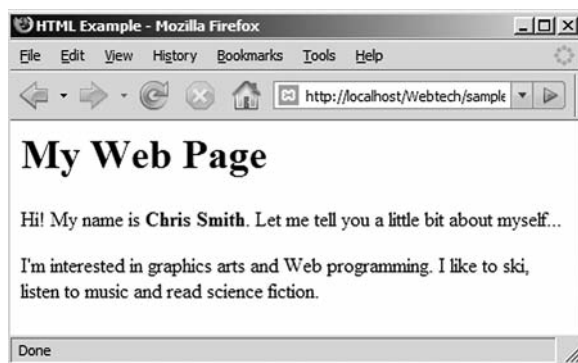 HTML Example - Mozilla Firefox
File Edit View History Bookmarks Tools Help
http://localhost/Webtech/sample
My Web Page
Hi! My name is Chris Smith. Let me tell you a little bit about myself...
I'm interested in graphics arts and Web programming. I like to ski,
listen to music and read science fiction.
Done